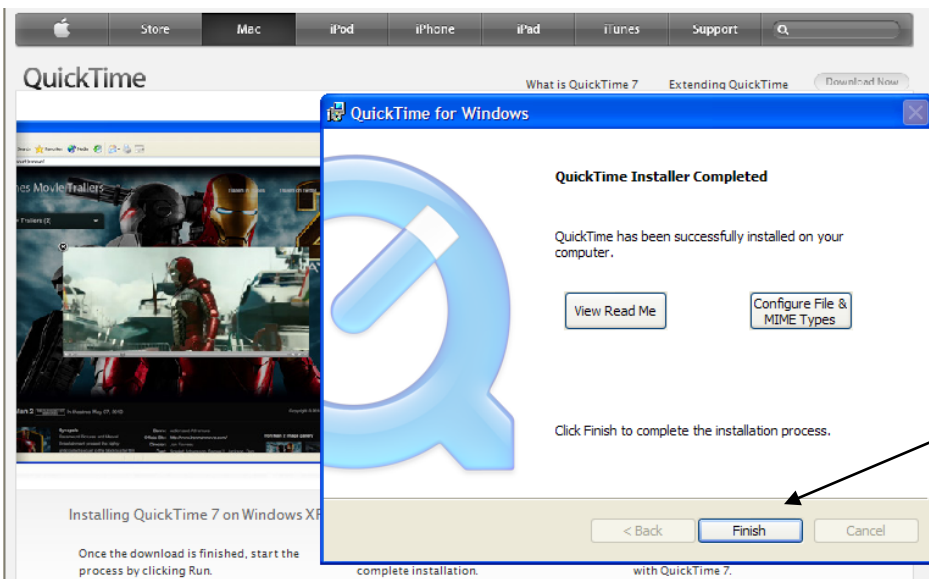 Store Mac iPod iPhone iPad iTunes Support
QuickTime
What is QuickTime 7 Extending QuickTime Download Now
QuickTime for Windows
Movie Trailers
QuickTime Installer Completed
QuickTime has been successfully installed on your
computer.
View Read Me
Configure File &
MIME Types
Click Finish to complete the installation process.
< Back Finish Cancel
Installing QuickTime 7 on Windows
Once the download is finished, start the
process by clicking Run.
complete installation.
with QuickTime 7.